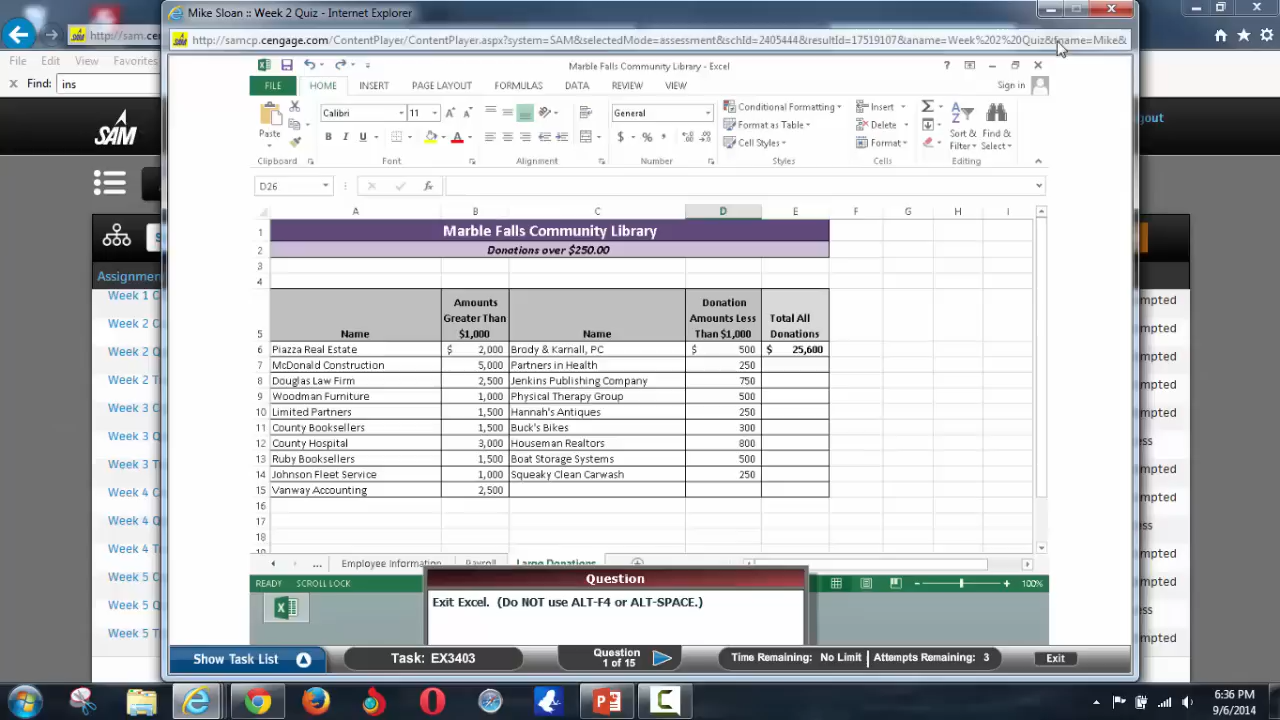 Mike Sloan :: Week 2 Quiz - Internet Explorer
http://samcp.cengage.com/ContentPlayer/ContentPlayer.aspx?system=SAM&selectedMode=assessment&schId=2405444&resultId=17519107&aname=Week%202%20Quiz&fname=Mike&
http://sam.cen
File Edit View Favorites
Find: ins
SAM
Assignmen
Week 1 C
Week 2 C
Week 2 Q
Week 2 T
Week 3 C
Week 3 Q
Week 3 T
Week 4 C
Week 4 Q
Week 4 T
Week 5 C
Week 5 Q
Week 5 T
Marble Falls Community Library - Excel
Sign in
FILE HOME INSERT PAGE LAYOUT FORMULAS DATA REVIEW VIEW
Paste
Calibri 11
General
Conditional Formatting
Format as Table
Cell Styles
Insert
Delete
Format
Sort & Filter
Find & Select
Clipboard Font Alignment Number Styles Cells Editing
D26
fx
A B C D E F G H I
1 Marble Falls Community Library
2 Donations over $250.00
3
4
5 Name Amounts Greater Than $1,000 Name Donation Amounts Less Than $1,000 Total All Donations
6 Piazza Real Estate $ 2,000 Brody & Karnall, PC $ 500 $ 25,600
7 McDonald Construction 5,000 Partners in Health 250
8 Douglas Law Firm 2,500 Jenkins Publishing Company 750
9 Woodman Furniture 1,000 Physical Therapy Group 500
10 Limited Partners 1,500 Hannah's Antiques 250
11 County Booksellers 1,500 Buck's Bikes 300
12 County Hospital 3,000 Houseman Realtors 800
13 Ruby Booksellers 1,500 Boat Storage Systems 500
14 Johnson Fleet Service 1,000 Squeaky Clean Carwash 250
15 Vanway Accounting 2,500
16
17
18
... Employee Information Payroll Large Donations
READY SCROLL LOCK
100%
Question
Exit Excel. (Do NOT use ALT-F4 or ALT-SPACE.)
Show Task List
Task: EX3403
Question
1 of 15
Time Remaining: No Limit
Attempts Remaining: 3
Exit
out
mpted
mpted
mpted
mpted
mpted
ss
mpted
mpted
ess
mpted
mpted
ss
mpted
6:36 PM
9/6/2014